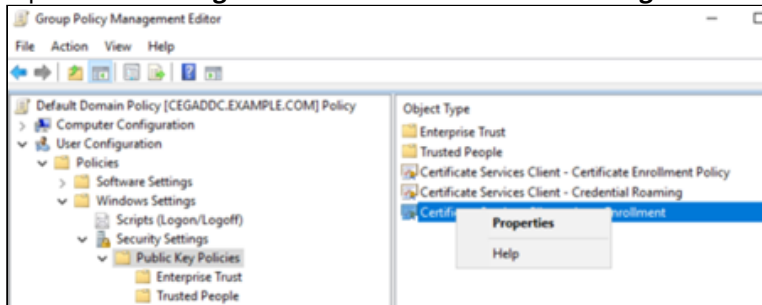 Group Policy Management Editor
File Action View Help
Default Domain Policy [CEGADDC.EXAMPLE.COM] Policy
Computer Configuration
User Configuration
Policies
Software Settings
Windows Settings
Scripts (Logon/Logoff)
Security Settings
Public Key Policies
Enterprise Trust
Trusted People
Object Type
Enterprise Trust
Trusted People
Certificate Services Client - Certificate Enrollment Policy
Certificate Services Client - Credential Roaming
Properties
Help